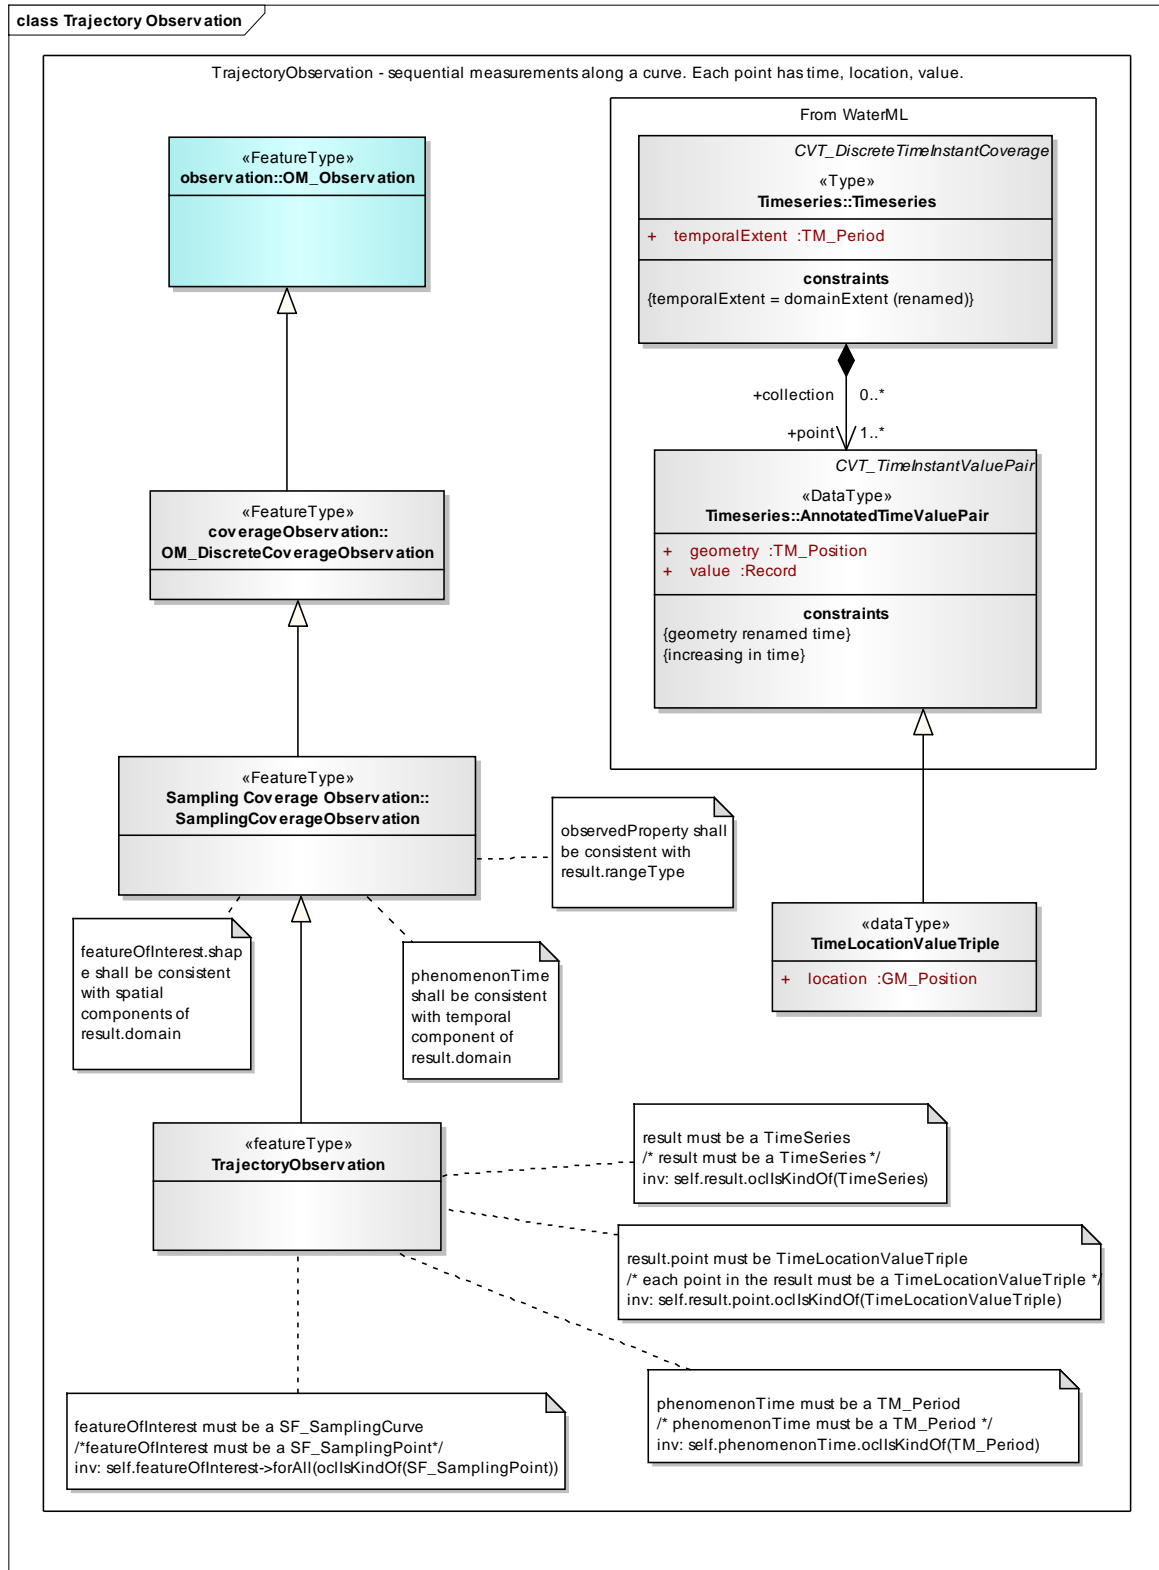 class Trajectory Observation
TrajectoryObservation - sequential measurements along a curve. Each point has time, location, value.
From WaterML
«FeatureType»
observation::OM_Observation
CVT_DiscreteTimeInstantCoverage
«Type»
Timeseries::Timeseries
+ temporalExtent :TM_Period
constraints
{temporalExtent = domainExtent (renamed)}
+collection 0..*
+point 1..*
CVT_TimeInstantValuePair
«DataType»
Timeseries::AnnotatedTimeValuePair
+ geometry :TM_Position
+ value :Record
constraints
{geometry renamed time}
{increasing in time}
«FeatureType»
coverageObservation::
OM_DiscreteCoverageObservation
«FeatureType»
Sampling Coverage Observation::
SamplingCoverageObservation
observedProperty shall
be consistent with
result.rangeType
featureOfInterest.shap
e shall be consistent
with spatial
components of
result.domain
phenomenonTime
shall be consistent
with temporal
component of
result.domain
«dataType»
TimeLocationValueTriple
+ location :GM_Position
«featureType»
TrajectoryObservation
result must be a TimeSeries
/* result must be a TimeSeries */
inv: self.result.oclIsKindOf(TimeSeries)
result.point must be TimeLocationValueTriple
/* each point in the result must be a TimeLocationValueTriple */
inv: self.result.point.oclIsKindOf(TimeLocationValueTriple)
phenomenonTime must be a TM_Period
/* phenomenonTime must be a TM_Period */
inv: self.phenomenonTime.oclIsKindOf(TM_Period)
featureOfInterest must be a SF_SamplingCurve
/*featureOfInterest must be a SF_SamplingPoint*/
inv: self.featureOfInterest->forAll(oclIsKindOf(SF_SamplingPoint))